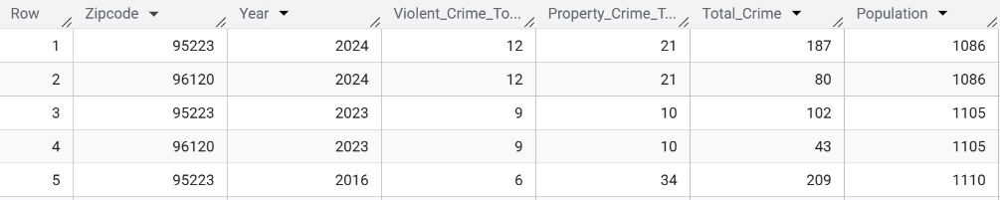 Row Zipcode Year Violent_Crime_To... Property_Crime_T... Total_Crime Population
1 95223 2024 12 21 187 1086
2 96120 2024 12 21 80 1086
3 95223 2023 9 10 102 1105
4 96120 2023 9 10 43 1105
5 95223 2016 6 34 209 1110